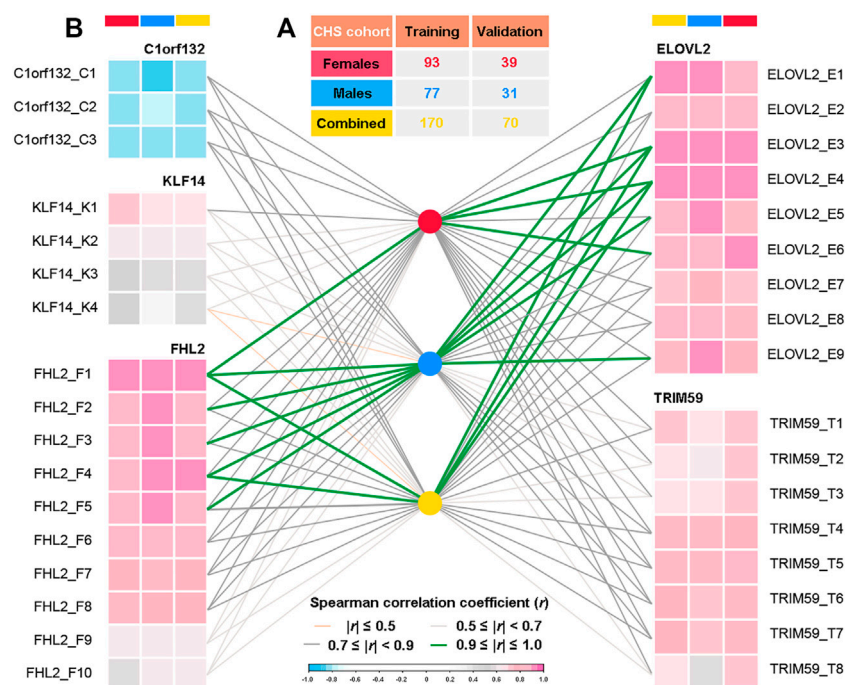 B
A
C1orf132
C1orf132_C1
C1orf132_C2
C1orf132_C3
KLF14
KLF14_K1
KLF14_K2
KLF14_K3
KLF14_K4
FHL2
FHL2_F1
FHL2_F2
FHL2_F3
FHL2_F4
FHL2_F5
FHL2_F6
FHL2_F7
FHL2_F8
FHL2_F9
FHL2_F10
CHS cohort Training Validation
Females 93 39
Males 77 31
Combined 170 70
ELOVL2
ELOVL2_E1
ELOVL2_E2
ELOVL2_E3
ELOVL2_E4
ELOVL2_E5
ELOVL2_E6
ELOVL2_E7
ELOVL2_E8
ELOVL2_E9
TRIM59
TRIM59_T1
TRIM59_T2
TRIM59_T3
TRIM59_T4
TRIM59_T5
TRIM59_T6
TRIM59_T7
TRIM59_T8
Spearman correlation coefficient (r)
|r| ≤ 0.5 0.5 ≤ |r| < 0.7
0.7 ≤ |r| < 0.9 0.9 ≤ |r| ≤ 1.0
-1.0 -0.8 -0.6 -0.4 -0.2 0 0.2 0.4 0.6 0.8 1.0